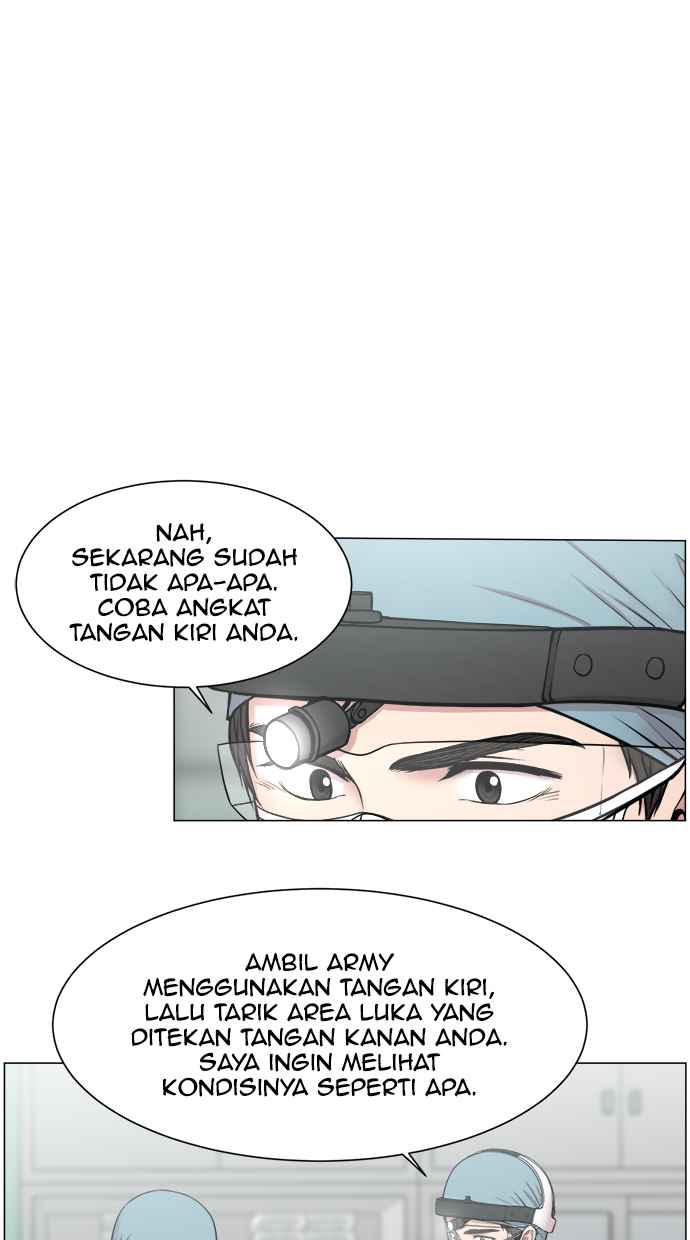 NAH,
SEKARANG SUDAH
TIDAK APA-APA.
COBA ANGKAT
TANGAN KIRI ANDA.
AMBIL ARMY
MENGGUNAKAN TANGAN KIRI,
LALU TARIK AREA LUKA YANG
DITEKAN TANGAN KANAN ANDA.
SAYA INGIN MELIHAT
KONDISINYA SEPERTI APA.